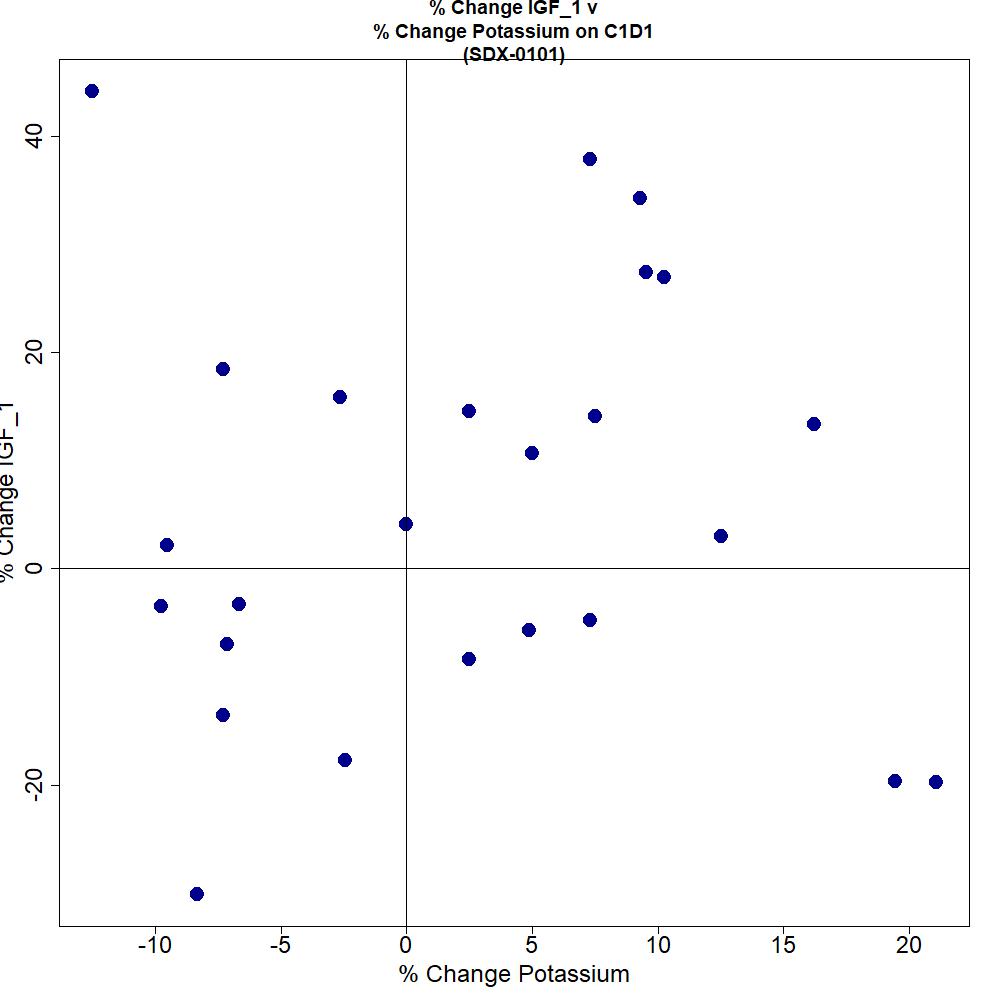 % Change IGF_1 v
% Change Potassium on C1D1
(SDX-0101)
% Change IGF_1
40
20
0
-20
-10
-5
0
5
10
15
20
% Change Potassium